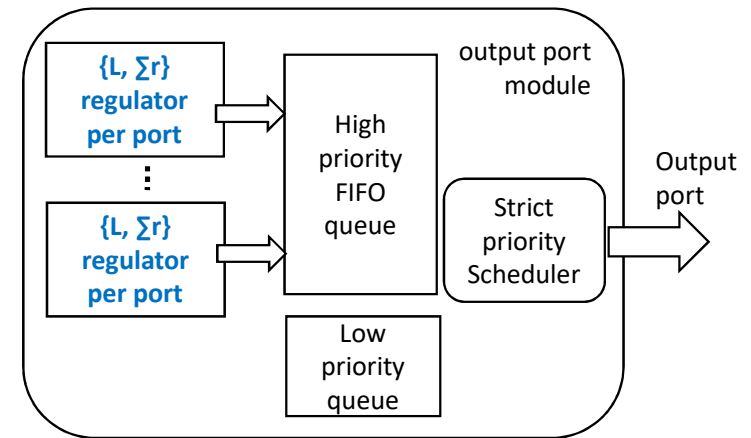 {L, ∑r}
regulator
per port
{L, ∑r}
regulator
per port
High
priority
FIFO
queue
Low
priority
queue
output port
module
Strict
priority
Scheduler
Output
port